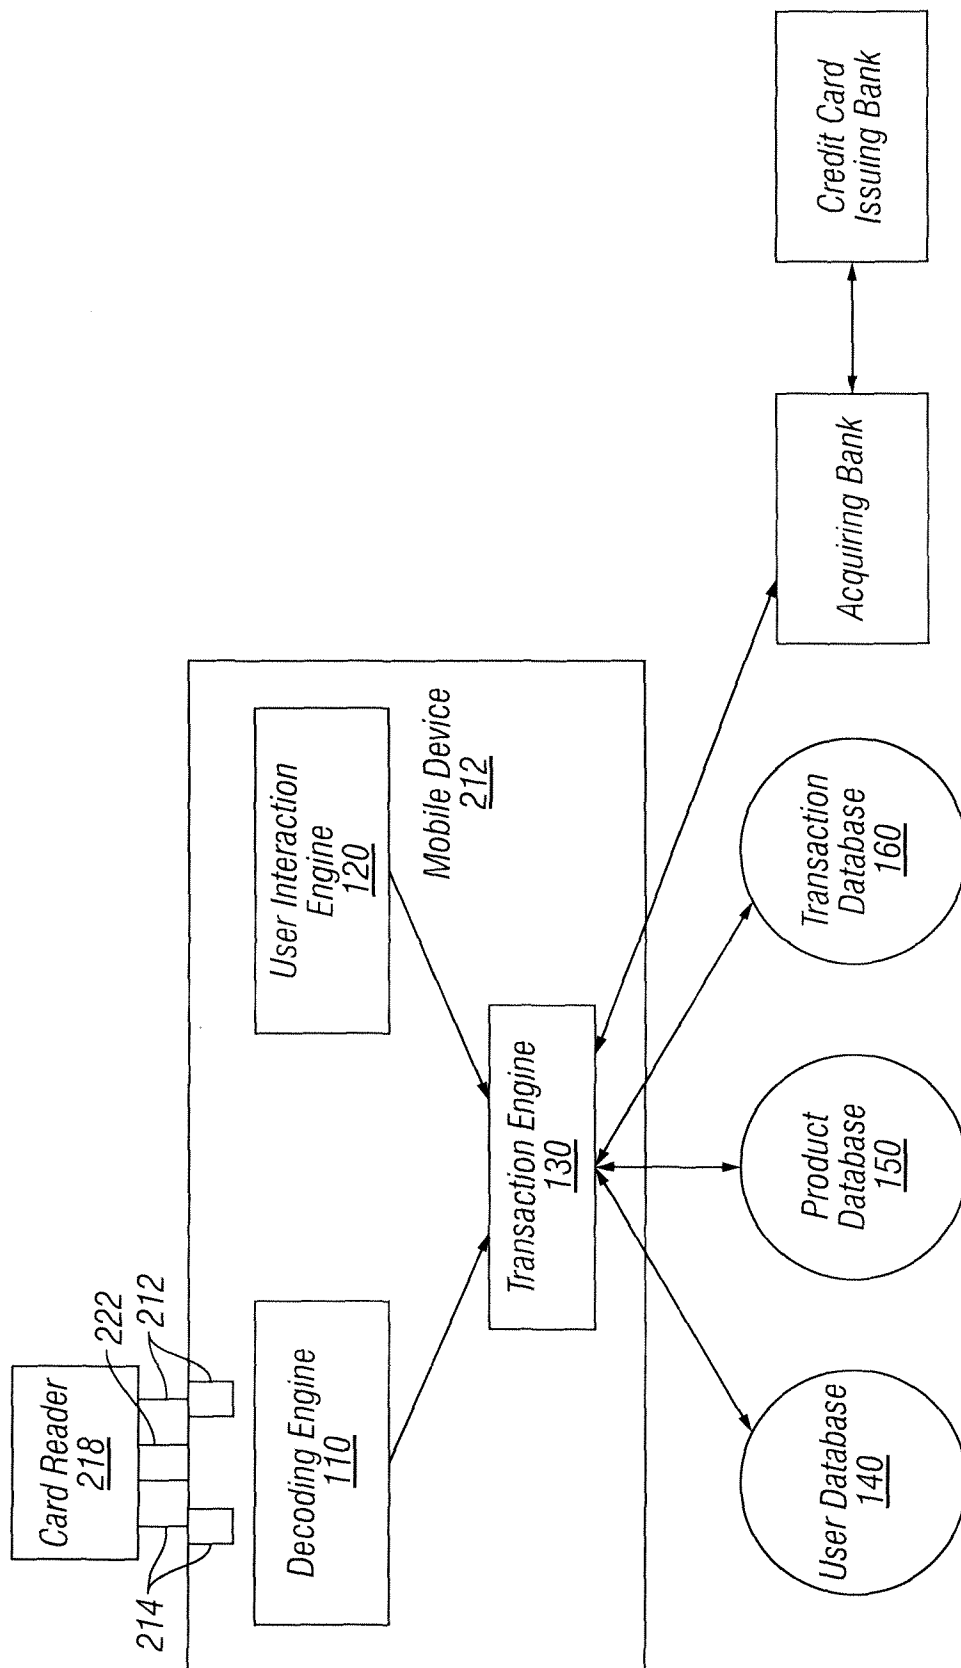 Card Reader
218
222
212
214
Decoding Engine
110
User Interaction
Engine
120
Mobile Device
212
Transaction Engine
130
User Database
140
Product
Database
150
Transaction
Database
160
Acquiring Bank
Credit Card
Issuing Bank